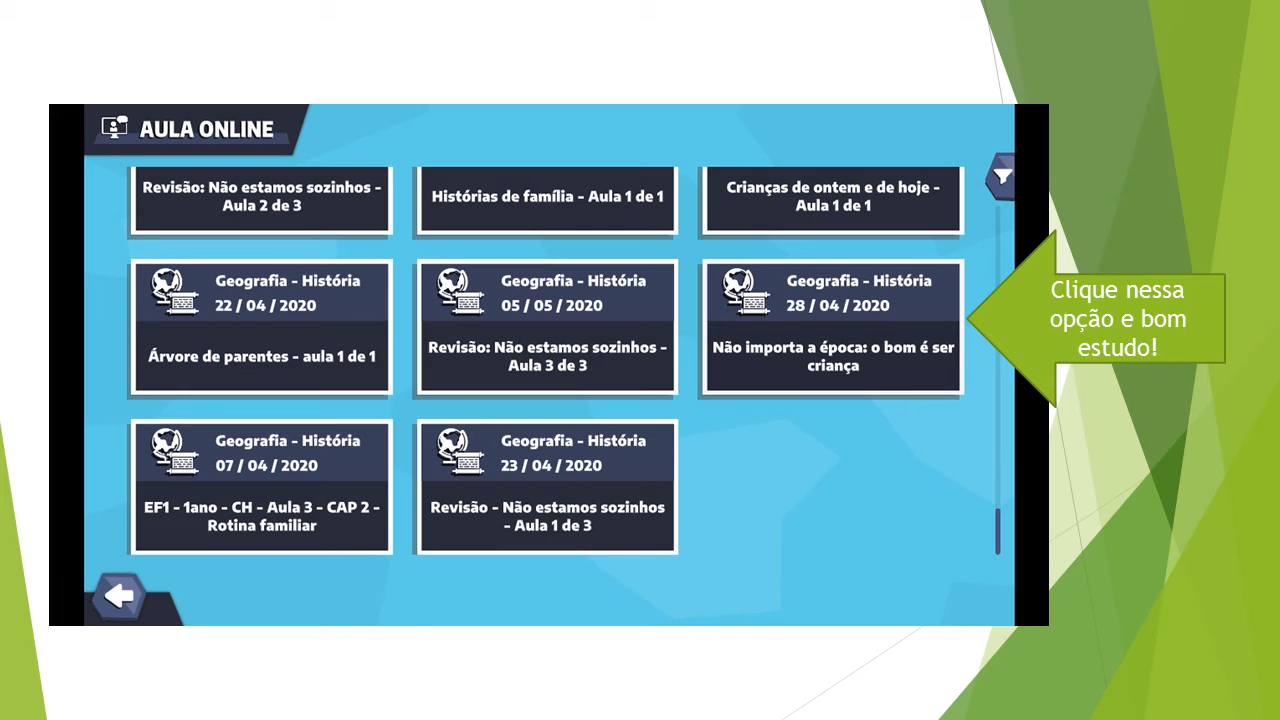 AULA ONLINE
Revisão: Não estamos sozinhos -
Aula 2 de 3
Histórias de família - Aula 1 de 1
Crianças de ontem e de hoje -
Aula 1 de 1
Geografia - História
22 / 04 / 2020
Árvore de parentes - aula 1 de 1
Geografia - História
05 / 05 / 2020
Revisão: Não estamos sozinhos -
Aula 3 de 3
Geografia - História
28 / 04 / 2020
Não importa a época: o bom é ser
criança
Clique nessa
opção e bom
estudo!
Geografia - História
07 / 04 / 2020
EF1 - 1ano - CH - Aula 3 - CAP 2 -
Rotina familiar
Geografia - História
23 / 04 / 2020
Revisão - Não estamos sozinhos
- Aula 1 de 3